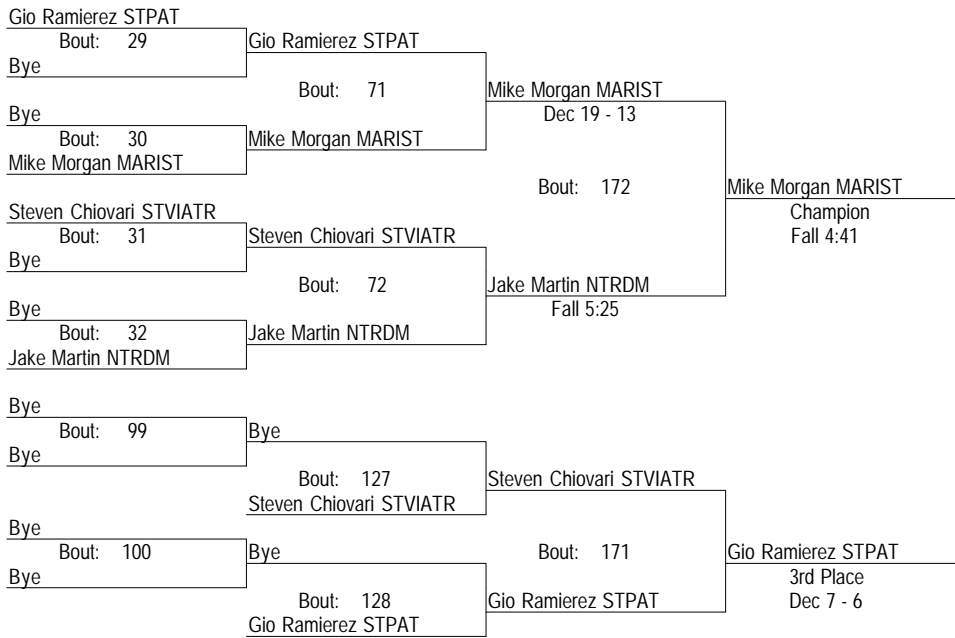 Gio Ramierez STPAT
Bout: 29
Gio Ramierez STPAT
Bye
Bout: 71
Mike Morgan MARIST
Bye
Dec 19 - 13
Bout: 30
Mike Morgan MARIST
Mike Morgan MARIST
Bout: 172
Mike Morgan MARIST
Steven Chiovari STVIATR
Champion
Bout: 31
Steven Chiovari STVIATR
Fall 4:41
Bye
Bout: 72
Jake Martin NTRDM
Bye
Fall 5:25
Bout: 32
Jake Martin NTRDM
Jake Martin NTRDM
Bye
Bout: 99
Bye
Bye
Bout: 127
Steven Chiovari STVIATR
Steven Chiovari STVIATR
Bye
Bout: 100
Bye
Bout: 171
Gio Ramierez STPAT
Bye
3rd Place
Bout: 128
Gio Ramierez STPAT
Dec 7 - 6
Gio Ramierez STPAT